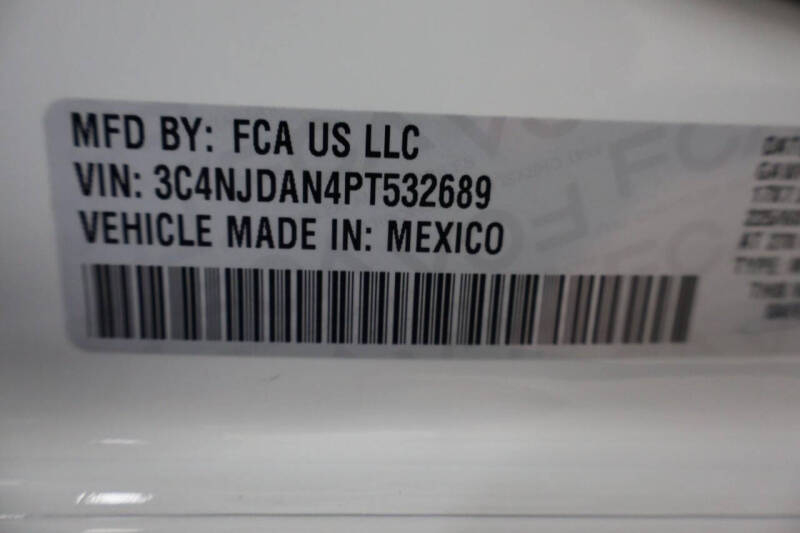 MFD BY: FCA US LLC
VIN: 3C4NJDAN4PT532689
VEHICLE MADE IN: MEXICO